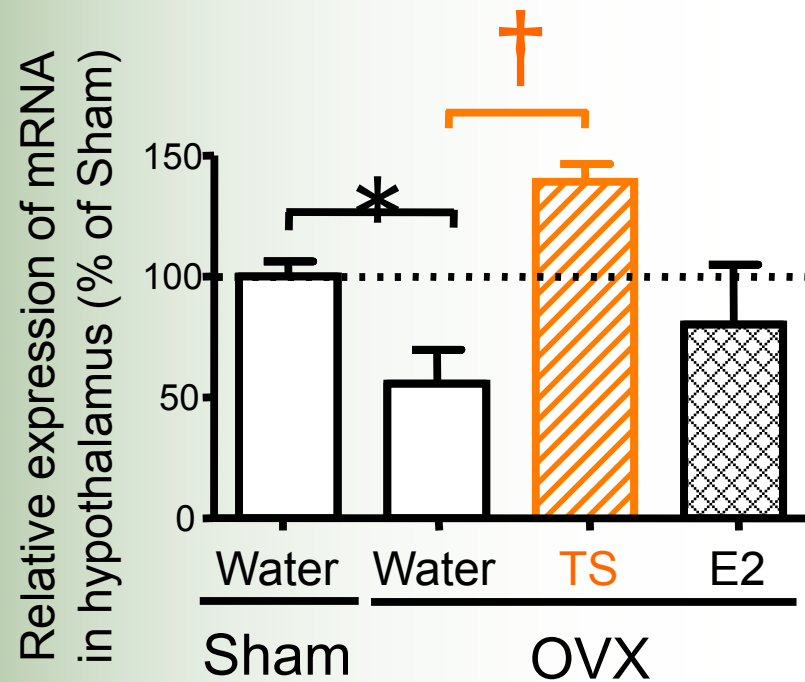 Relative expression of mRNA
in hypothalamus (% of Sham)
†
*
150
100
50
0
Water Water TS E2
Sham OVX